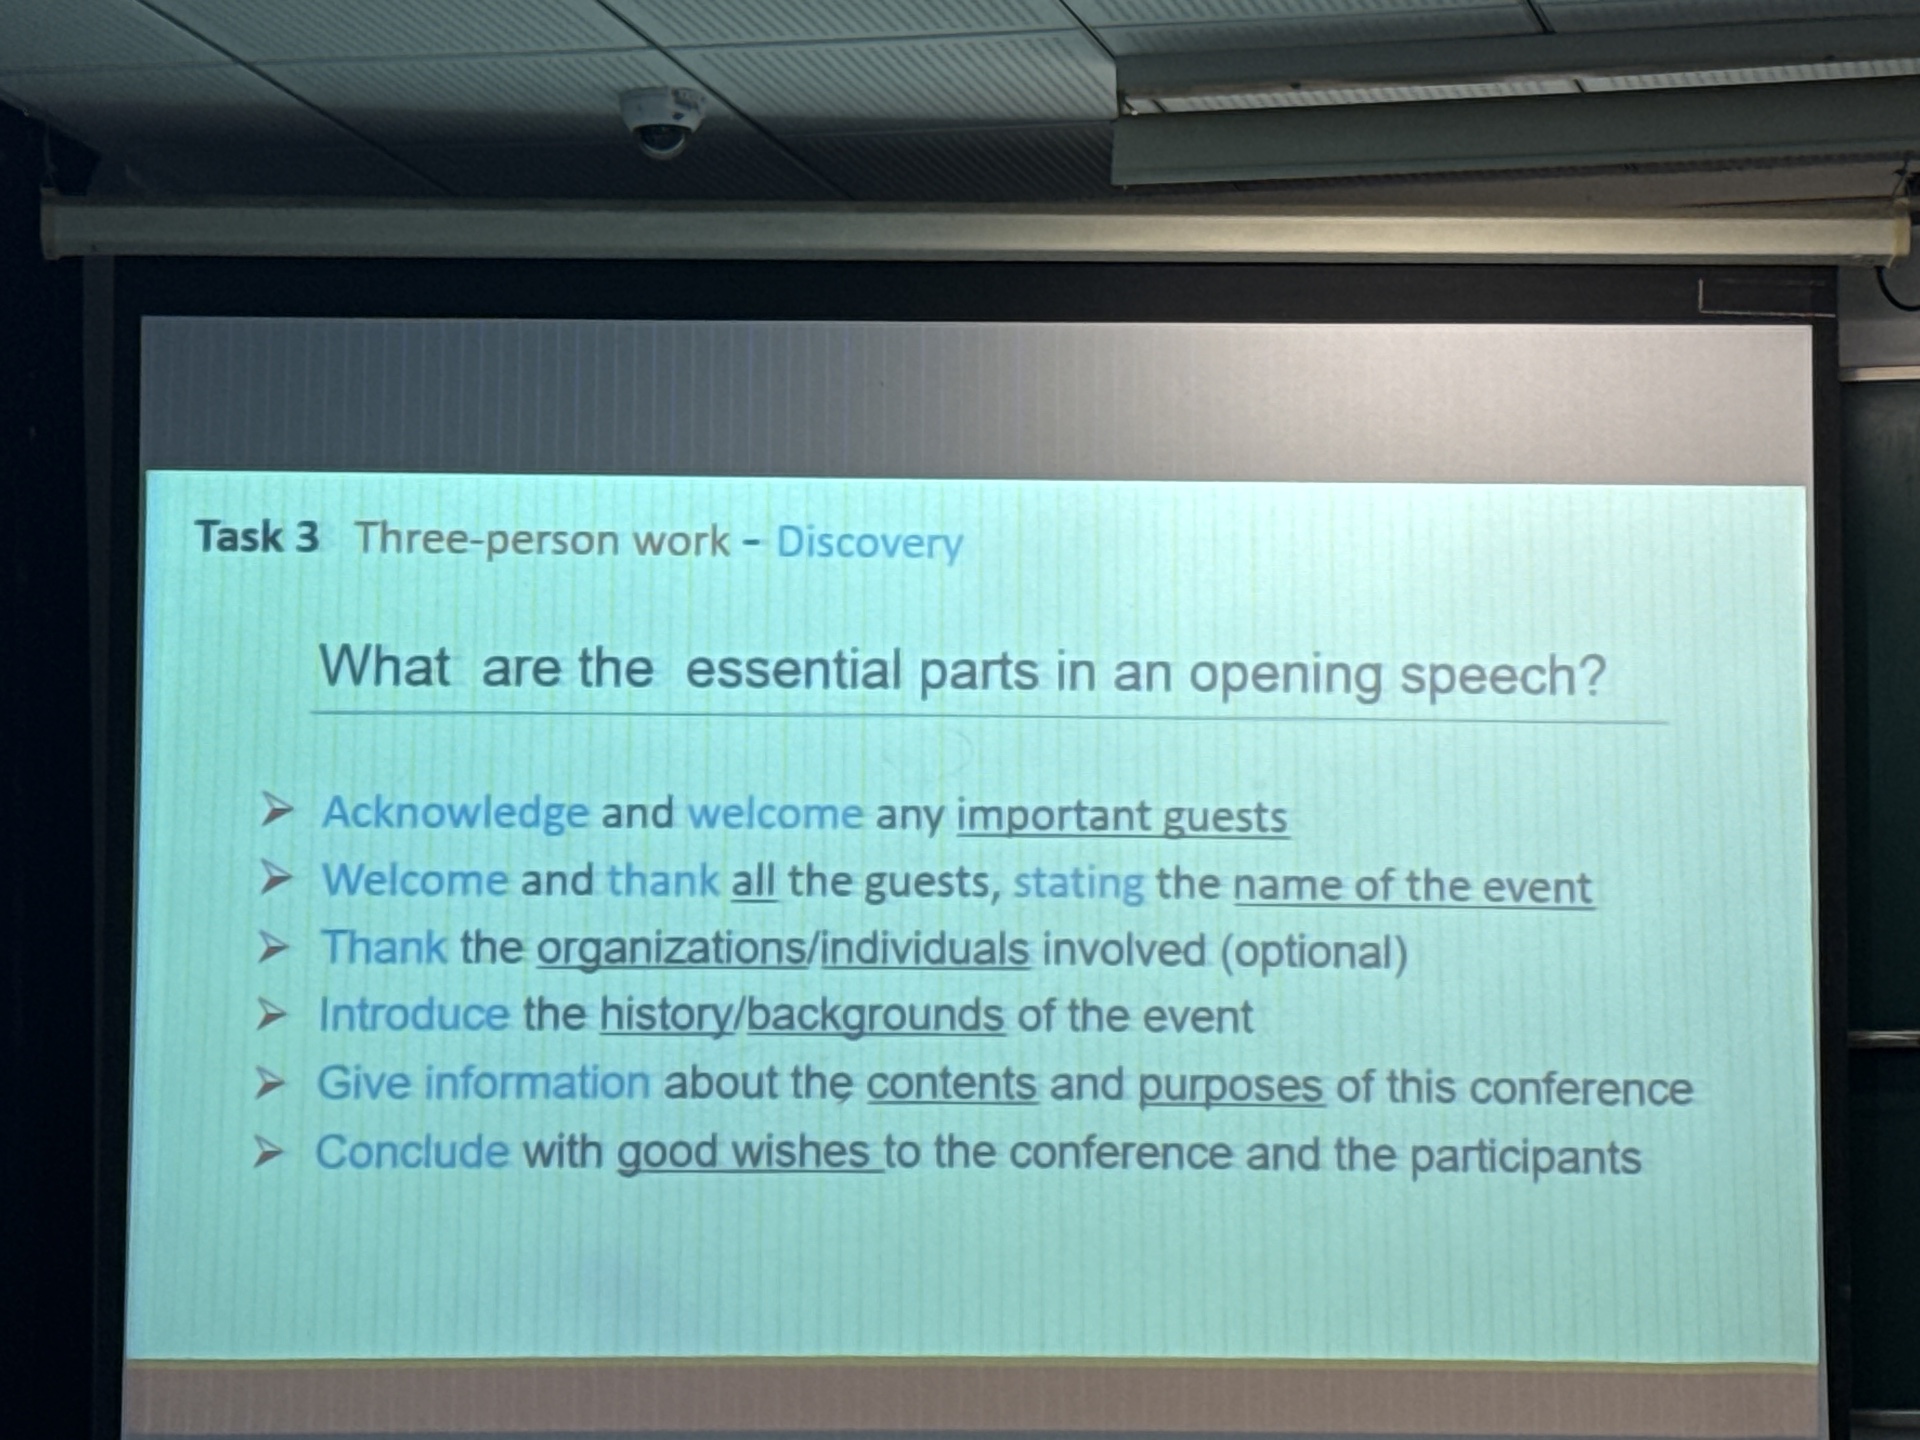 Task 3 Three-person work – Discovery
What are the essential parts in an opening speech?
➢ Acknowledge and welcome any important guests
➢ Welcome and thank all the guests, stating the name of the event
➢ Thank the organizations/individuals involved (optional)
➢ Introduce the history/backgrounds of the event
➢ Give information about the contents and purposes of this conference
➢ Conclude with good wishes to the conference and the participants